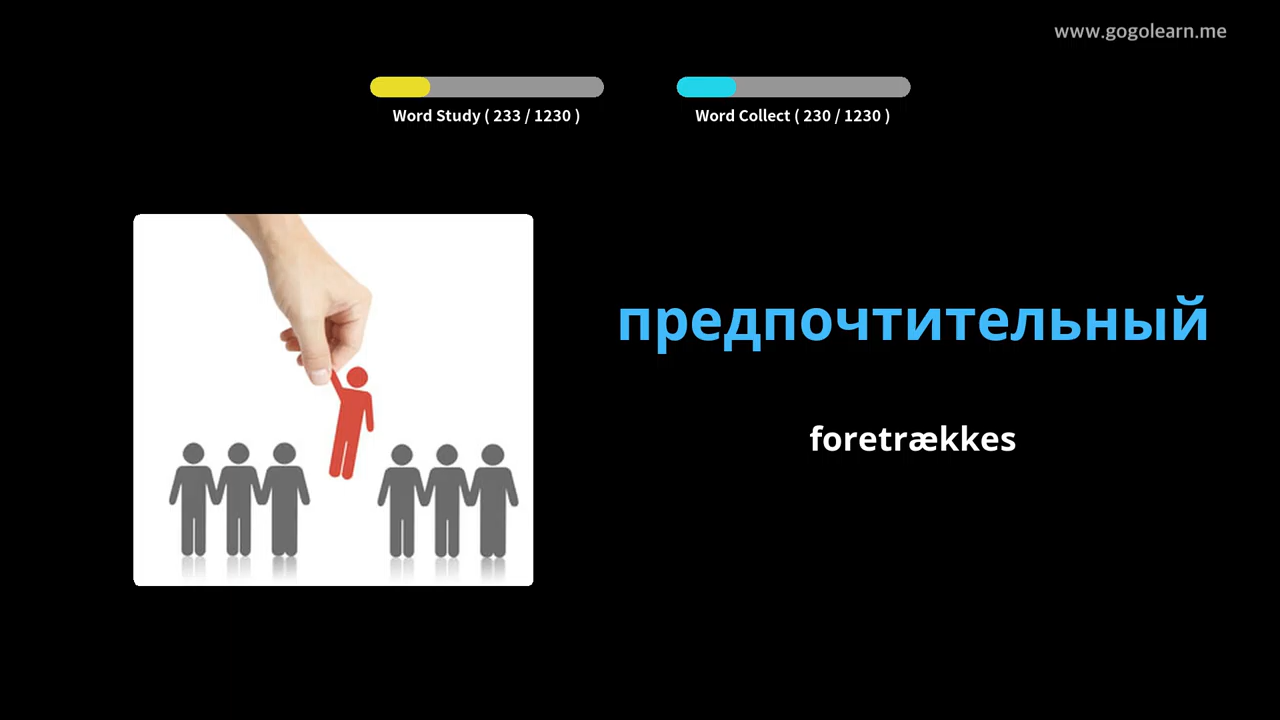 www.gogolearn.me
Word Study ( 233 / 1230 )
Word Collect ( 230 / 1230 )
предпочтительный
foretrækkes